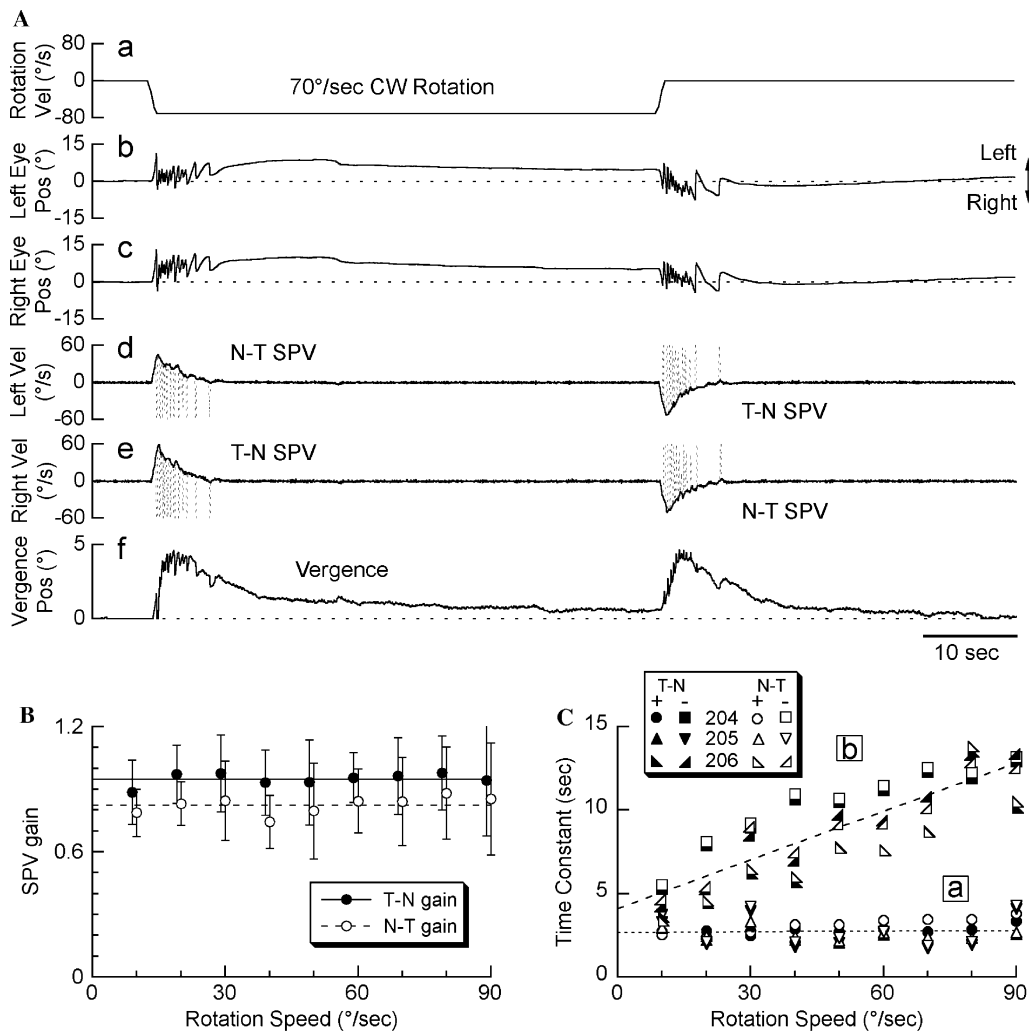 A
a
Rotation Vel (°/s)
80
0
-80
70°/sec CW Rotation
b
Left Eye Pos (°)
15
0
-15
Left
Right
c
Right Eye Pos (°)
15
0
-15
d
Left Vel (°/s)
60
0
-60
N-T SPV
T-N SPV
e
Right Vel (°/s)
60
0
-60
T-N SPV
N-T SPV
f
Vergence Pos (°)
5
0
Vergence
10 sec
B
SPV gain
1.2
0.6
0
T-N gain
N-T gain
0 30 60 90
Rotation Speed (°/sec)
C
T-N N-T
+ - + -
204
205
206
Time Constant (sec)
15
10
5
0
b
a
0 30 60 90
Rotation Speed (°/sec)